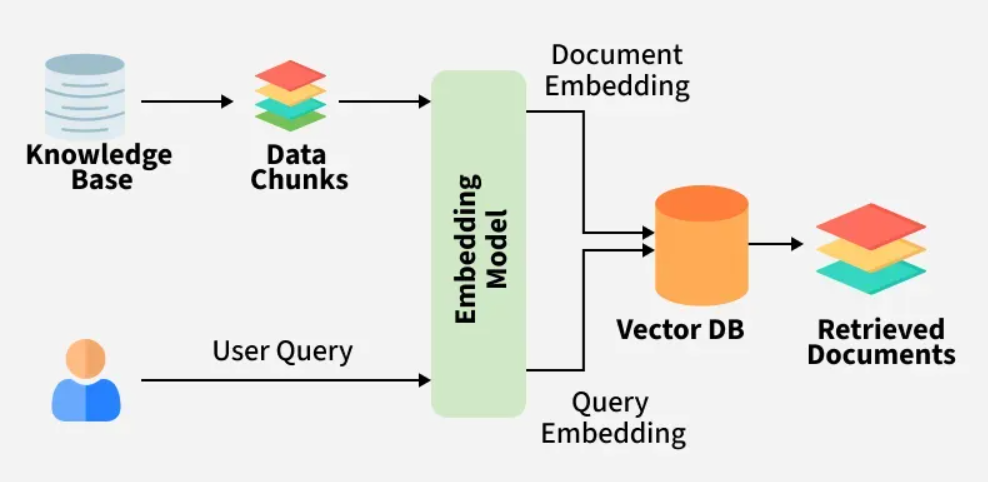 Document
Embedding
Knowledge
Base
Data
Chunks
Embedding
Model
Vector DB
Retrieved
Documents
User Query
Query
Embedding